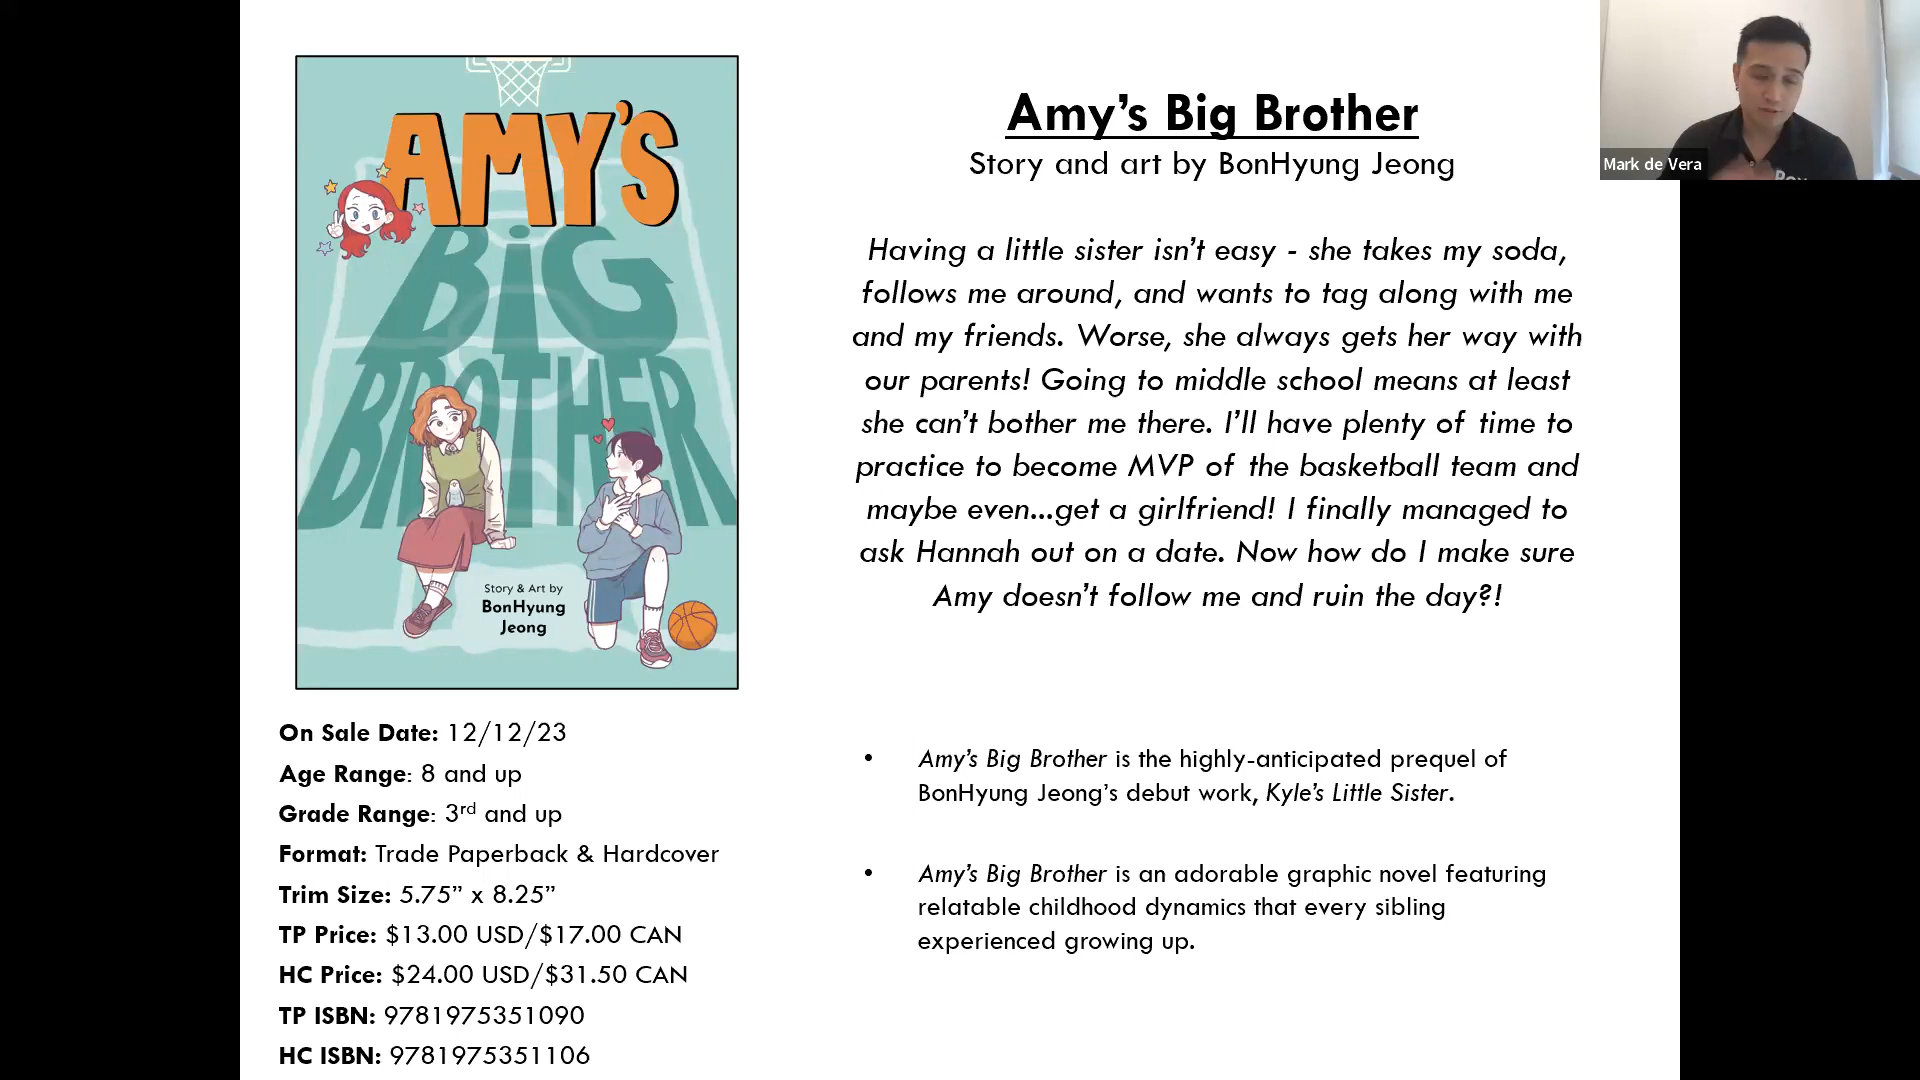 AMY'S
BiG
BROTHER
Story & Art by
BonHyung
Jeong
Amy’s Big Brother
Story and art by BonHyung Jeong
Having a little sister isn’t easy - she takes my soda,
follows me around, and wants to tag along with me
and my friends. Worse, she always gets her way with
our parents! Going to middle school means at least
she can’t bother me there. I’ll have plenty of time to
practice to become MVP of the basketball team and
maybe even...get a girlfriend! I finally managed to
ask Hannah out on a date. Now how do I make sure
Amy doesn’t follow me and ruin the day?!
On Sale Date: 12/12/23
Age Range: 8 and up
Grade Range: 3rd and up
Format: Trade Paperback & Hardcover
Trim Size: 5.75” x 8.25”
TP Price: $13.00 USD/$17.00 CAN
HC Price: $24.00 USD/$31.50 CAN
TP ISBN: 9781975351090
HC ISBN: 9781975351106
• Amy’s Big Brother is the highly-anticipated prequel of
BonHyung Jeong’s debut work, Kyle’s Little Sister.
• Amy’s Big Brother is an adorable graphic novel featuring
relatable childhood dynamics that every sibling
experienced growing up.
Mark de Vera